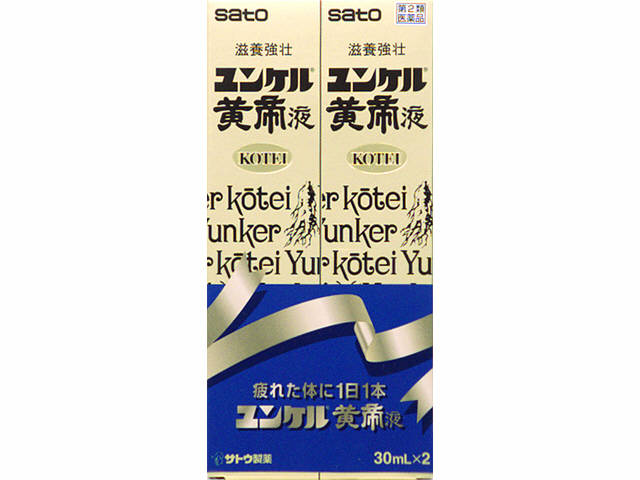 sato
sato
第2類
医薬品
滋養強壮
滋養強壮
ユンケル®
ユンケル®
黄帝液
黄帝液
KOTEI
KOTEI
er kōtei
er kōtei
Yunker
Yunker
kōtei Yur
r kōtei Yu
疲れた体に1日1本
ユンケル®黄帝液
サトウ製薬
30mL×2